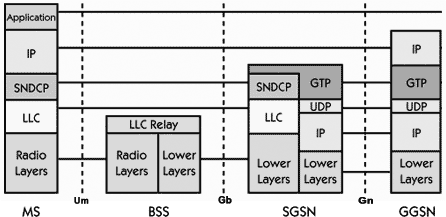 Application
IP
SNDCP
LLC
Radio
Layers
MS
Um
LLC Relay
Radio
Layers
Lower
Layers
BSS
Gb
SNDCP
GTP
LLC
UDP
IP
Lower
Layers
Lower
Layers
SGSN
Gn
IP
GTP
UDP
IP
Lower
Layers
GGSN